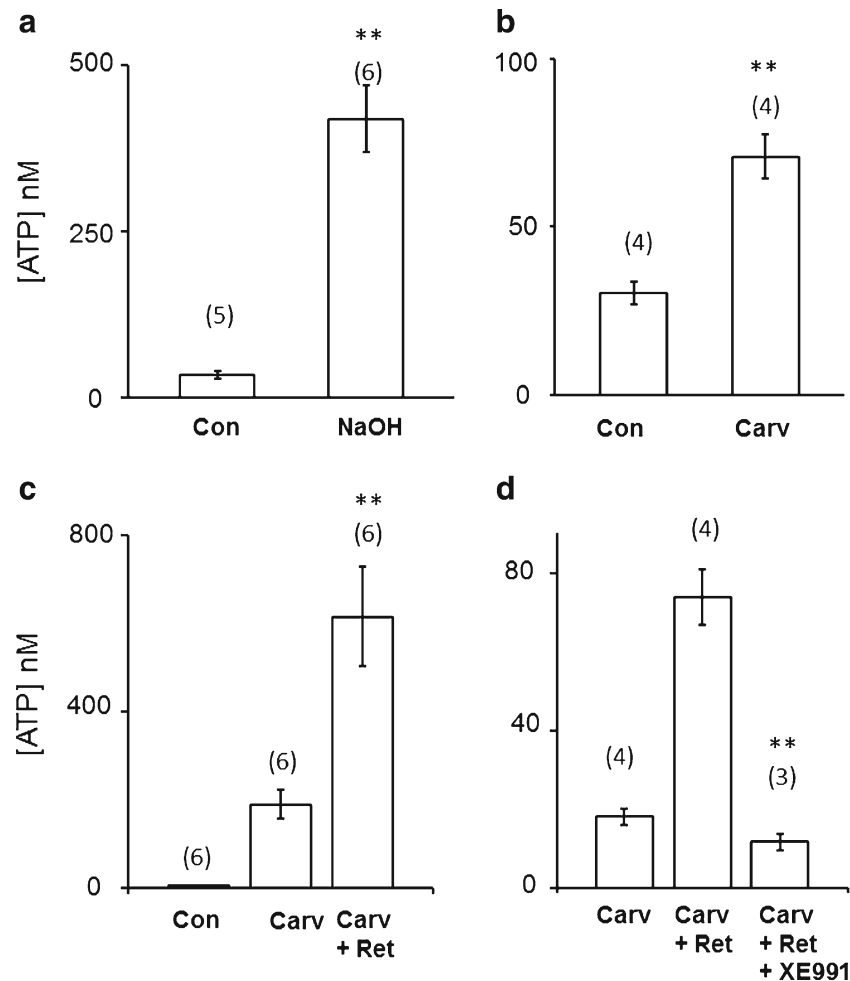 a
**
500
(6)
[ATP] nM
250
(5)
0
Con NaOH
b
100
**
(4)
50
(4)
0
Con Carv
c
**
800
(6)
[ATP] nM
400
(6)
(6)
0
Con Carv Carv
+ Ret
d
(4)
80
40
**
(4)
(3)
0
Carv Carv Carv
+ Ret + Ret
+ XE991